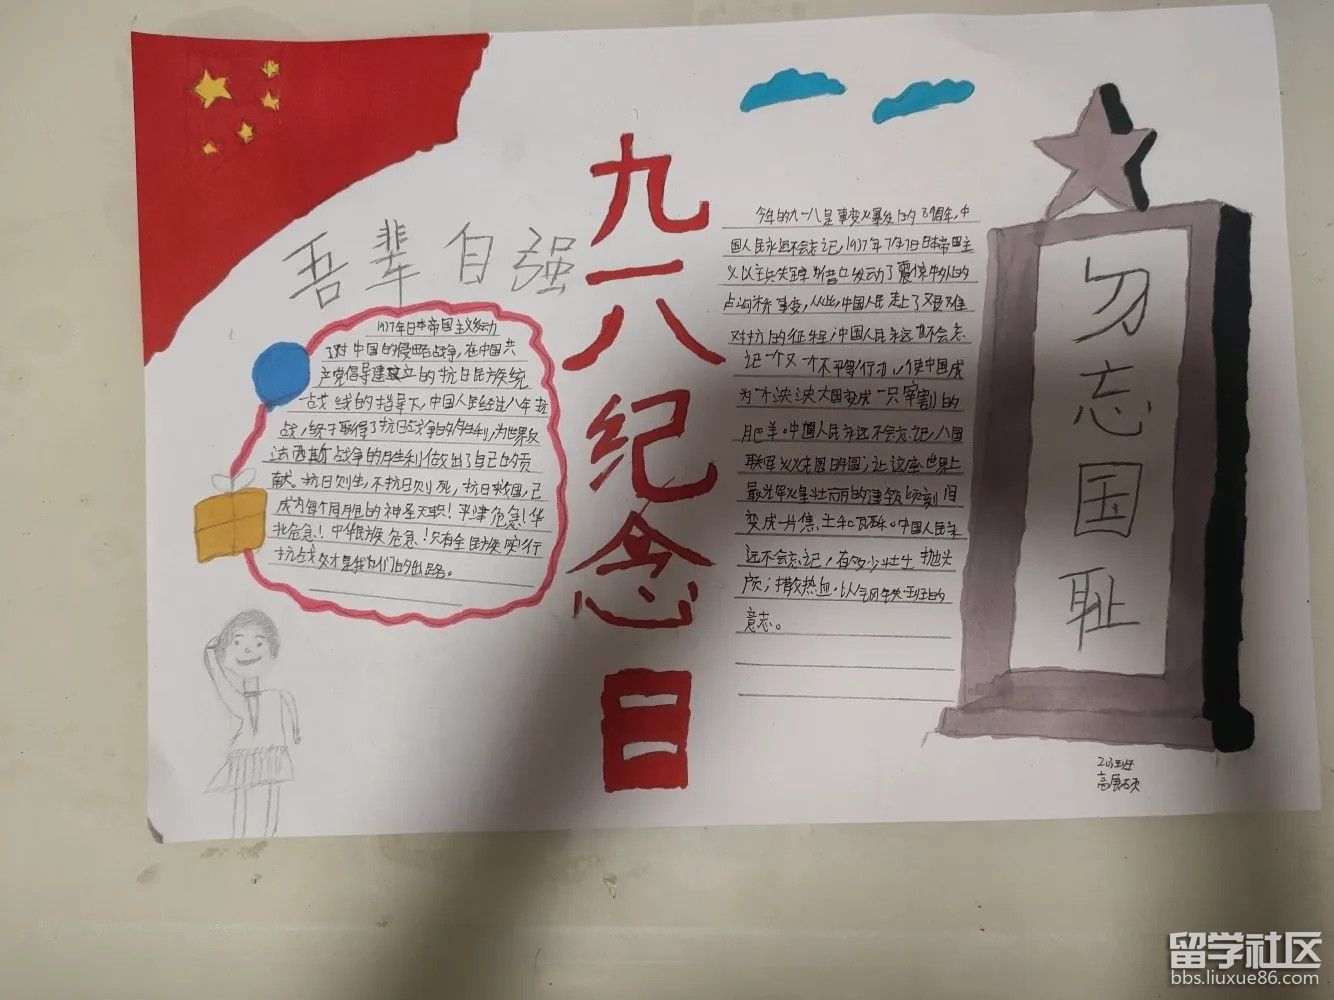 九一八纪念日
吾辈自强
1937年日本帝国主义发动
了对中国的侵略战争,在中国共
产党倡导建立的抗日民族统
一战线的指导下,中国人民经过八年艰
战,终于取得了抗日战争的胜利,为世界反
法西斯战争的胜利做出了自己的贡
献。抗日则生,不抗日则死,抗日救国,已
成为每个同胞的神圣天职!平津危急!华
北危急!中华民族危急!只有全民族实行
抗战才是我们的出路。
今年的九一八是事变爆发的 周年,中
国人民永远不会忘记,1937年7月7日日本帝国主
义以士兵失踪 发动了震惊中外的
卢沟桥事变,从此,中国人民走上了艰难
对抗的征程;中国人民永远都不会忘
记一个又一个不平等行动,使中国成
为一个泱泱大国变成一只宰割的
肥羊。中国人民永远不会忘记,八国
联军火烧圆明园;让这座世界上
最光辉 壮丽的建筑顷刻间
变成一片焦土和瓦砾。中国人民永
远不会忘记,有多少壮士抛头
颅;撒热血,以钢铁 的
意志。
勿忘国耻
203班
高展硕
留学社区
bbs.liuxue86.com